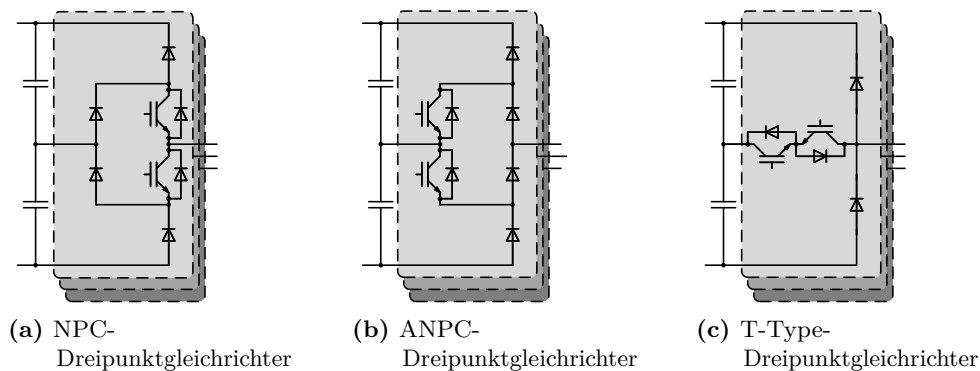 (a) NPC-
Dreipunktgleichrichter
(b) ANPC-
Dreipunktgleichrichter
(c) T-Type-
Dreipunktgleichrichter